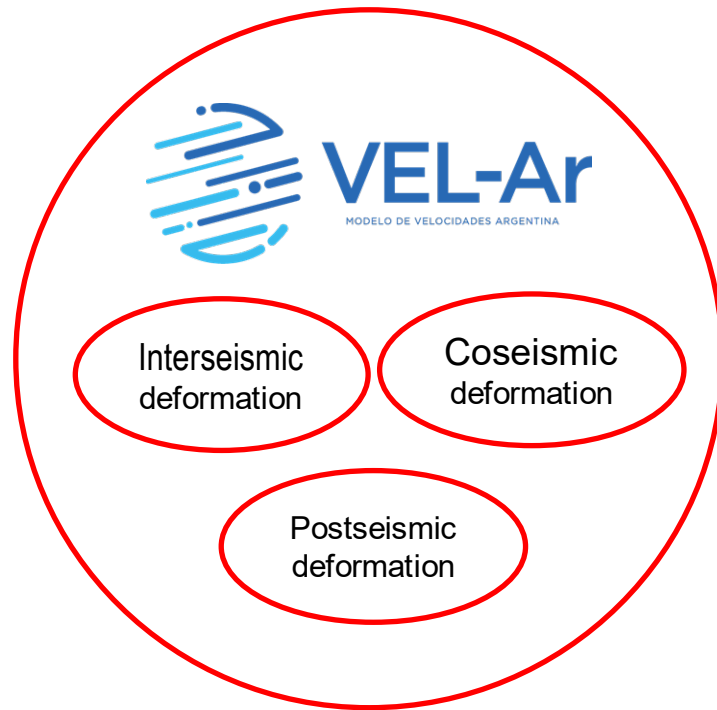 VEL-Ar
MODELO DE VELOCIDADES ARGENTINA
Interseismic
deformation
Coseismic
deformation
Postseismic
deformation